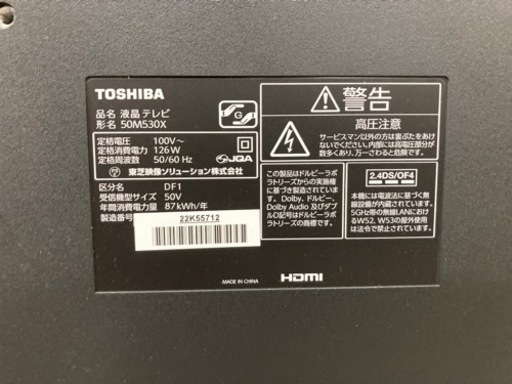 TOSHIBA
品名 液晶テレビ
形名 50M530X
定格電圧 100V~
定格消費電力 126W
定格周波数 50/60 Hz
JQA
東芝映像ソリューション株式会社
区分名 DF1
受信機型サイズ 50V
年間消費電力量 87kWh/年
製造番号
22K55712
MADE IN CHINA
G
警告
高圧注意
サービスマン以外の方は裏ぶたをあけ
ないでください。内部には高電圧部分が
数多くあり、万一さわると危険です。
この製品はドルビーラボ
ラトリーズからの実施権
に基づき製造されました。
Dolby、ドルビー、
Dolby Audio 及びダブ
ルD記号はドルビーラボ
ラトリーズの商標です。
2.4DS/OF4
本機には電波法に基づく無
線設備が内蔵されています。
5GHz帯の無線LANにおけ
るW52、W53の屋外使用
は法令で禁止されています。
HDMI